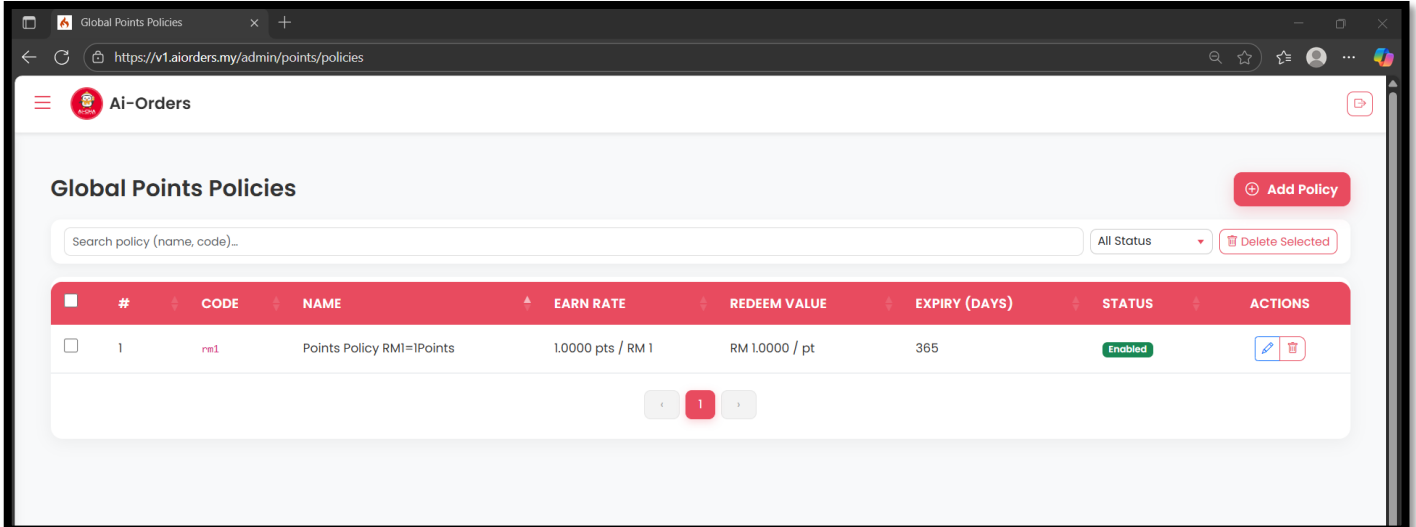 Global Points Policies
https://v1.aiorders.my/admin/points/policies
AI-CHA
Ai-Orders
Global Points Policies
Add Policy
Search policy (name, code)...
All Status
Delete Selected
# CODE NAME EARN RATE REDEEM VALUE EXPIRY (DAYS) STATUS ACTIONS
1 rm1 Points Policy RM1=1Points 1.0000 pts / RM 1 RM 1.0000 / pt 365 Enabled
‹ 1 ›